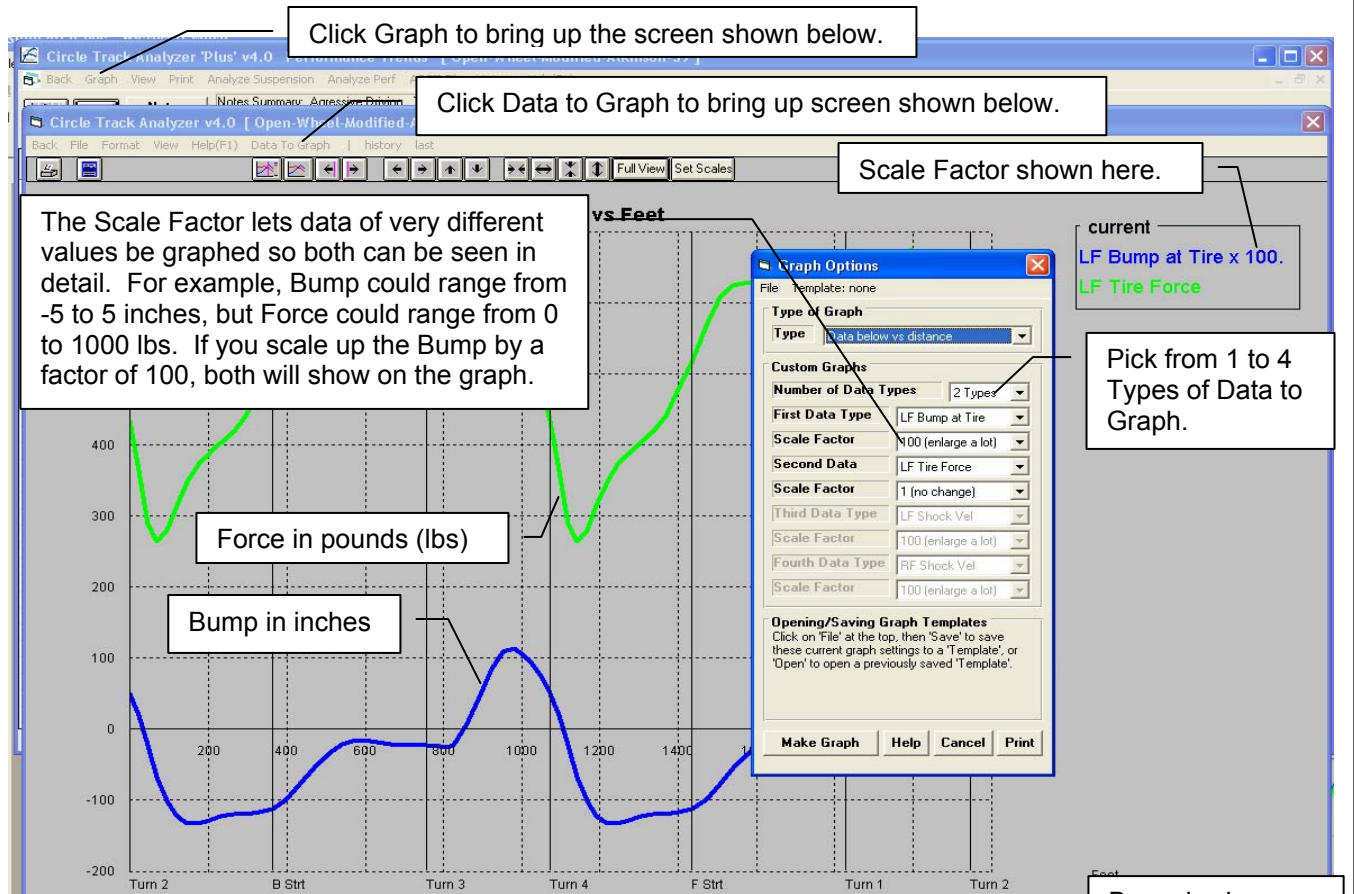 Click Graph to bring up the screen shown below.
Circle Track Analyzer 'Plus' v4.0 Performance Trends [ Open-Wheel-Modified-Atkinson-39 ]
Back Graph View Print Analyze Suspension Analyze Perf
Notes Summary: Agressive Driving
Click Data to Graph to bring up screen shown below.
Circle Track Analyzer v4.0 [ Open-Wheel-Modified-A
Back File Format View Help(F1) Data To Graph | history last
Full View Set Scales
Scale Factor shown here.
The Scale Factor lets data of very different
values be graphed so both can be seen in
detail. For example, Bump could range from
-5 to 5 inches, but Force could range from 0
to 1000 lbs. If you scale up the Bump by a
factor of 100, both will show on the graph.
vs Feet
current
LF Bump at Tire x 100.
LF Tire Force
Graph Options
File Template: none
Type of Graph
Type Data below vs distance
Custom Graphs
Number of Data Types 2 Types
First Data Type LF Bump at Tire
Scale Factor 100 (enlarge a lot)
Second Data LF Tire Force
Scale Factor 1 (no change)
Third Data Type LF Shock Vel
Scale Factor 100 (enlarge a lot)
Fourth Data Type RF Shock Vel
Scale Factor 100 (enlarge a lot)
Opening/Saving Graph Templates
Click on 'File' at the top, then 'Save' to save
these current graph settings to a 'Template', or
'Open' to open a previously saved 'Template'.
Make Graph Help Cancel Print
Pick from 1 to 4
Types of Data to
Graph.
400
300
Force in pounds (lbs)
200
Bump in inches
100
0
200 400 600 800 1000 1200 1400
-100
-200
Turn 2 B Strt Turn 3 Turn 4 F Strt Turn 1 Turn 2